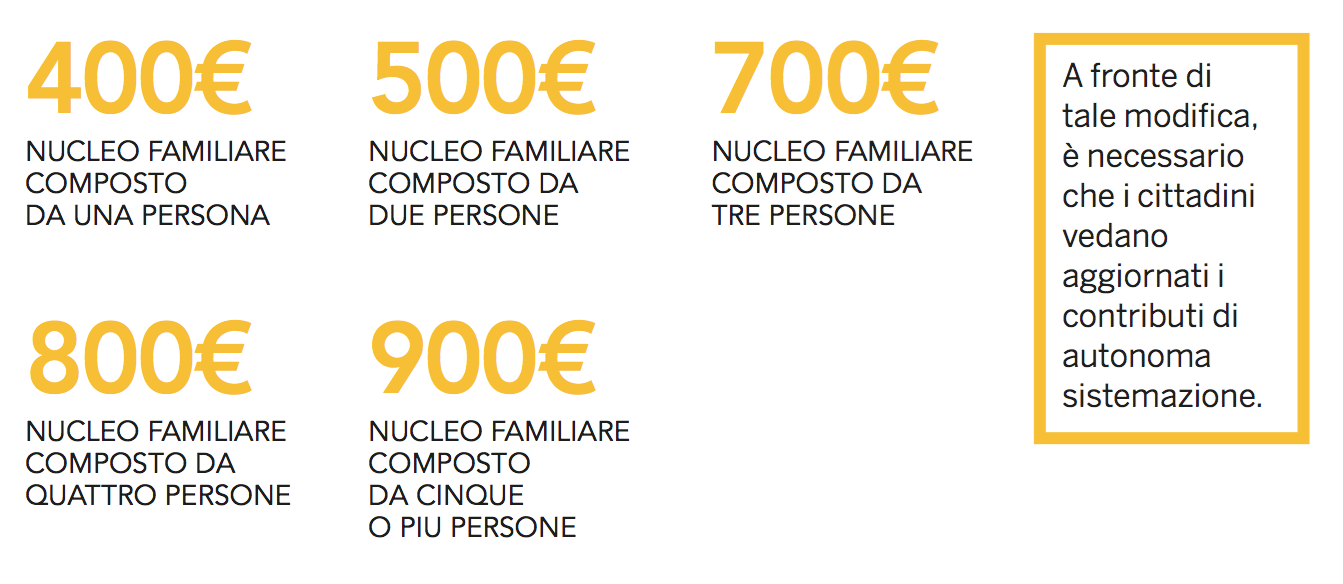 400€
NUCLEO FAMILIARE
COMPOSTO
DA UNA PERSONA
500€
NUCLEO FAMILIARE
COMPOSTO DA
DUE PERSONE
700€
NUCLEO FAMILIARE
COMPOSTO DA
TRE PERSONE
800€
NUCLEO FAMILIARE
COMPOSTO DA
QUATTRO PERSONE
900€
NUCLEO FAMILIARE
COMPOSTO
DA CINQUE
O PIU PERSONE
A fronte di
tale modifica,
è necessario
che i cittadini
vedano
aggiornati i
contributi di
autonoma
sistemazione.